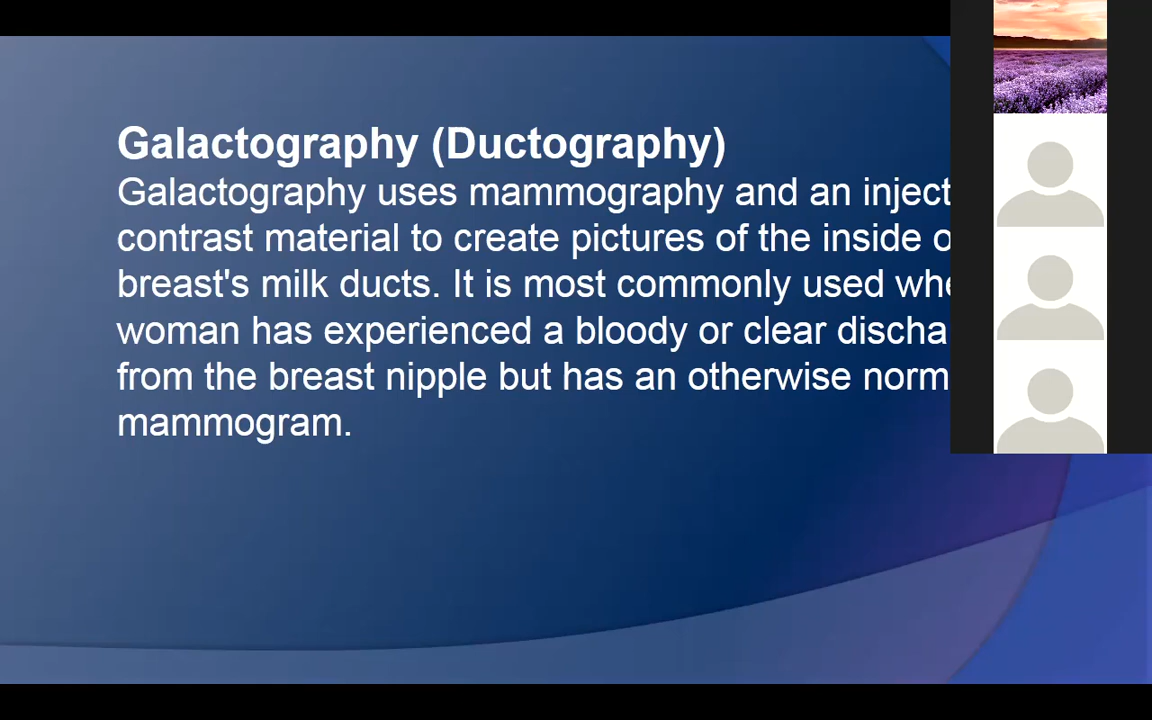 Galactography (Ductography)
Galactography uses mammography and an inject
contrast material to create pictures of the inside o
breast's milk ducts. It is most commonly used whe
woman has experienced a bloody or clear discha
from the breast nipple but has an otherwise norm
mammogram.